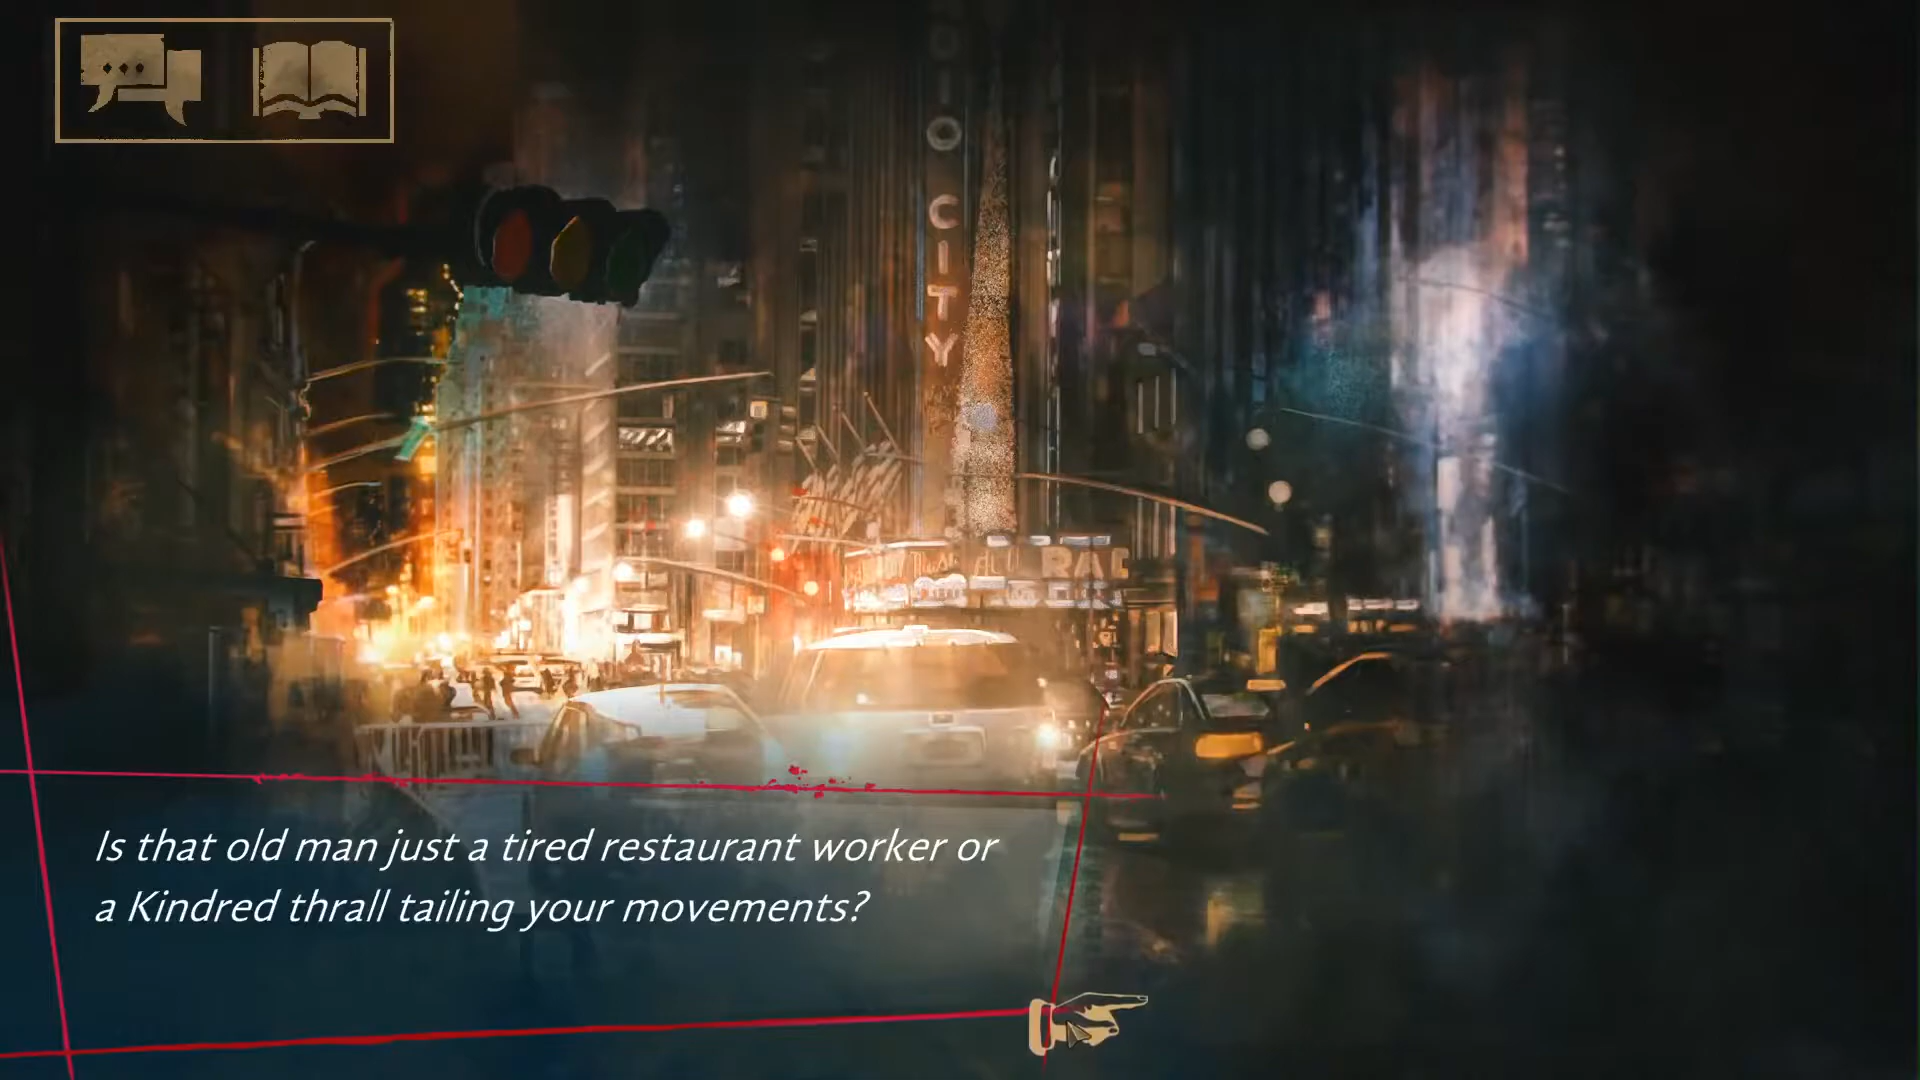 O
CITY
Is that old man just a tired restaurant worker or
a Kindred thrall tailing your movements?